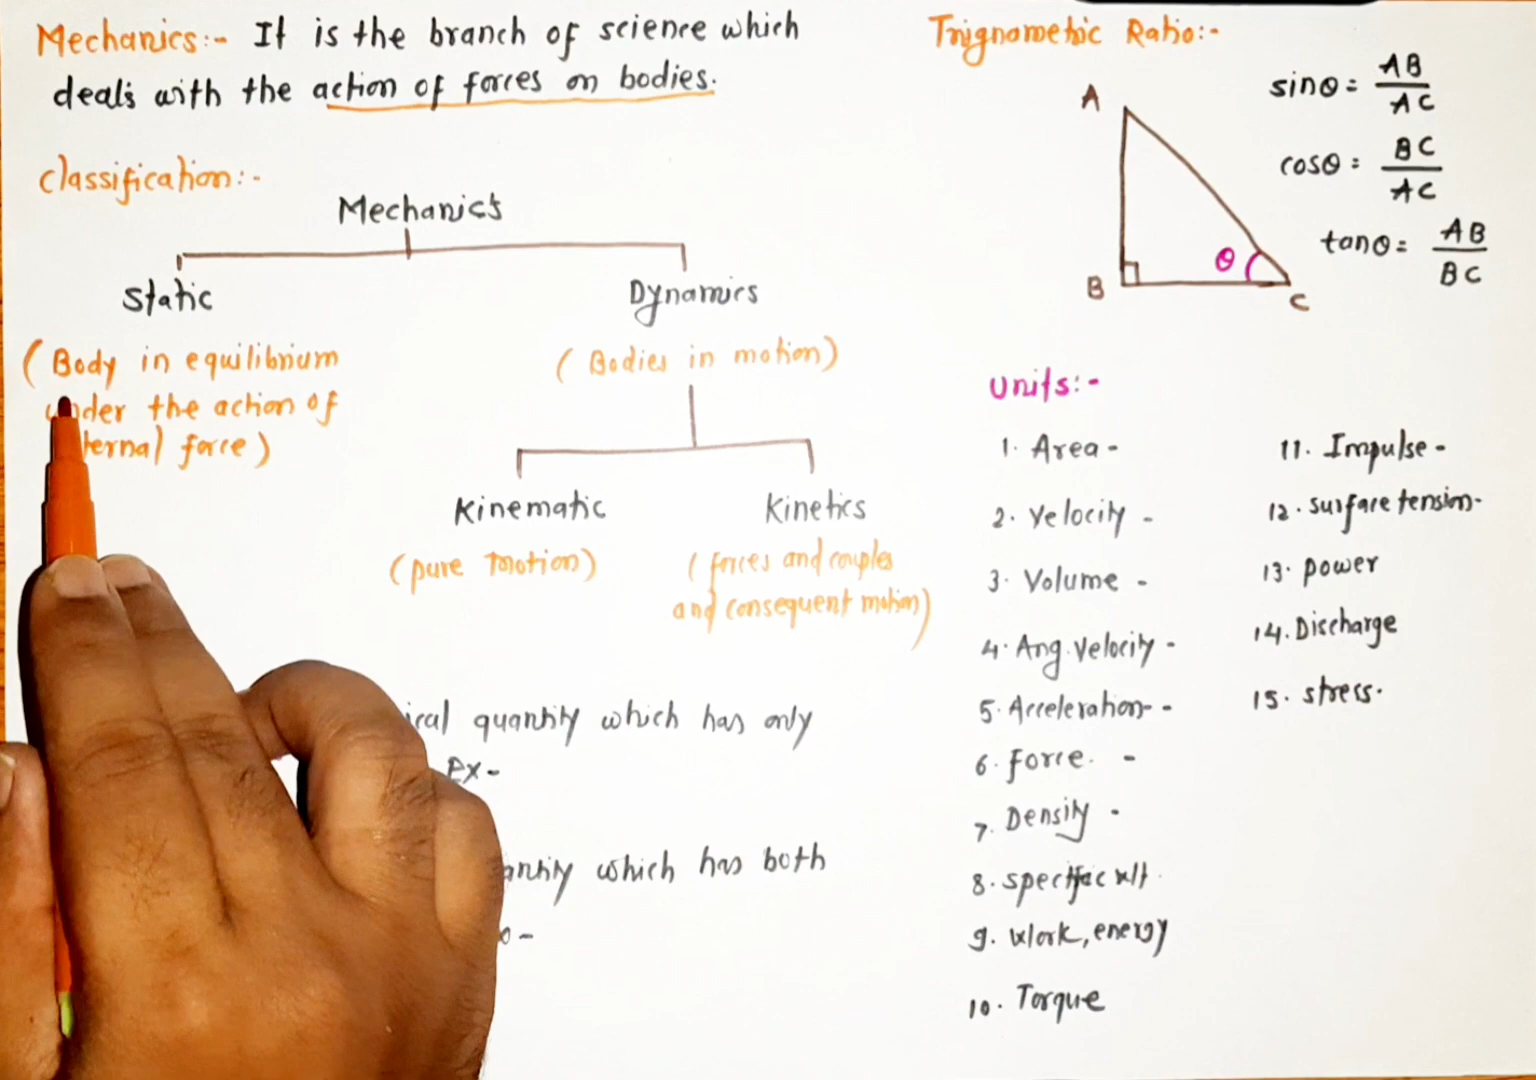 Mechanics:- It is the branch of science which
deals with the action of forces on bodies.
Classification:-
Mechanics
Static
Dynamics
(Body in equilibrium
under the action of
ternal force)
(Bodies in motion)
Kinematic
Kinetics
(pure motion)
(forces and couples
and consequent motion)
ical quantity which has only
Ex-
antity which has both
Trignometric Ratio:-
A
B
C
θ
sinθ = AB/AC
cosθ = BC/AC
tanθ = AB/BC
Units:-
1. Area -
2. Velocity -
3. Volume -
4. Ang. Velocity -
5. Acceleration -
6. Force. -
7. Density -
8. specific wt.
9. Work, energy
10. Torque
11. Impulse -
12. Surface tension-
13. power
14. Discharge
15. stress.